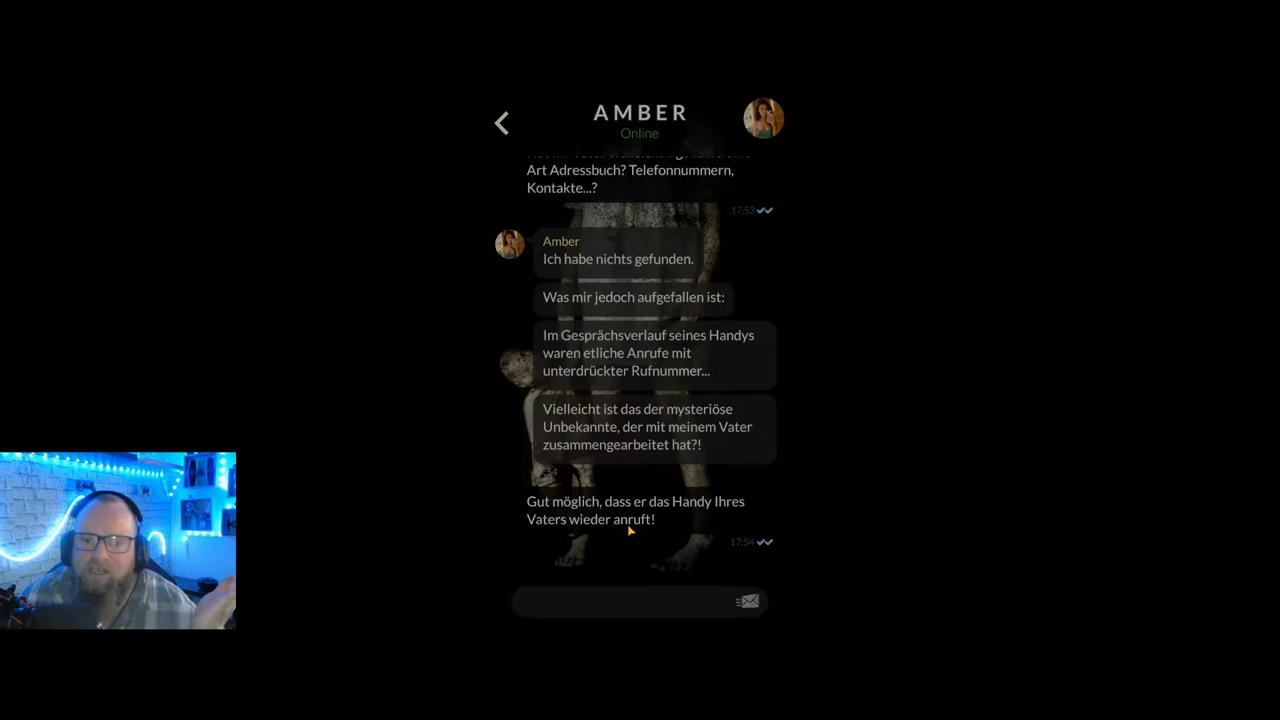 AMBER
Online
Art Adressbuch? Telefonnummern,
Kontakte...?
17:53
Amber
Ich habe nichts gefunden.
Was mir jedoch aufgefallen ist:
Im Gesprächsverlauf seines Handys
waren etliche Anrufe mit
unterdrückter Rufnummer...
Vielleicht ist das der mysteriöse
Unbekannte, der mit meinem Vater
zusammengearbeitet hat?!
Gut möglich, dass er das Handy Ihres
Vaters wieder anruft!
17:54